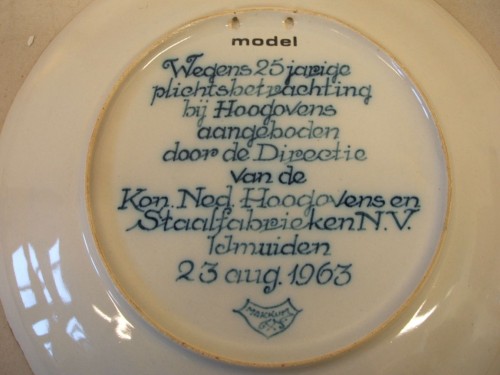 model
Wegens 25 jarige
plichtsbetrachting
bij Hoogovens
aangeboden
door de Directie
van de
Kon. Ned. Hoogovens en
Staalfabrieken N.V.
IJmuiden
23 aug. 1963